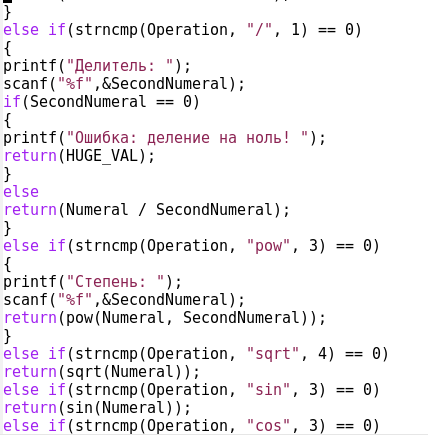 }
else if(strncmp(Operation, "/", 1) == 0)
{
printf("Делитель: ");
scanf("%f",&SecondNumeral);
if(SecondNumeral == 0)
{
printf("Ошибка: деление на ноль! ");
return(HUGE_VAL);
}
else
return(Numeral / SecondNumeral);
}
else if(strncmp(Operation, "pow", 3) == 0)
{
printf("Степень: ");
scanf("%f",&SecondNumeral);
return(pow(Numeral, SecondNumeral));
}
else if(strncmp(Operation, "sqrt", 4) == 0)
return(sqrt(Numeral));
else if(strncmp(Operation, "sin", 3) == 0)
return(sin(Numeral));
else if(strncmp(Operation, "cos", 3) == 0)